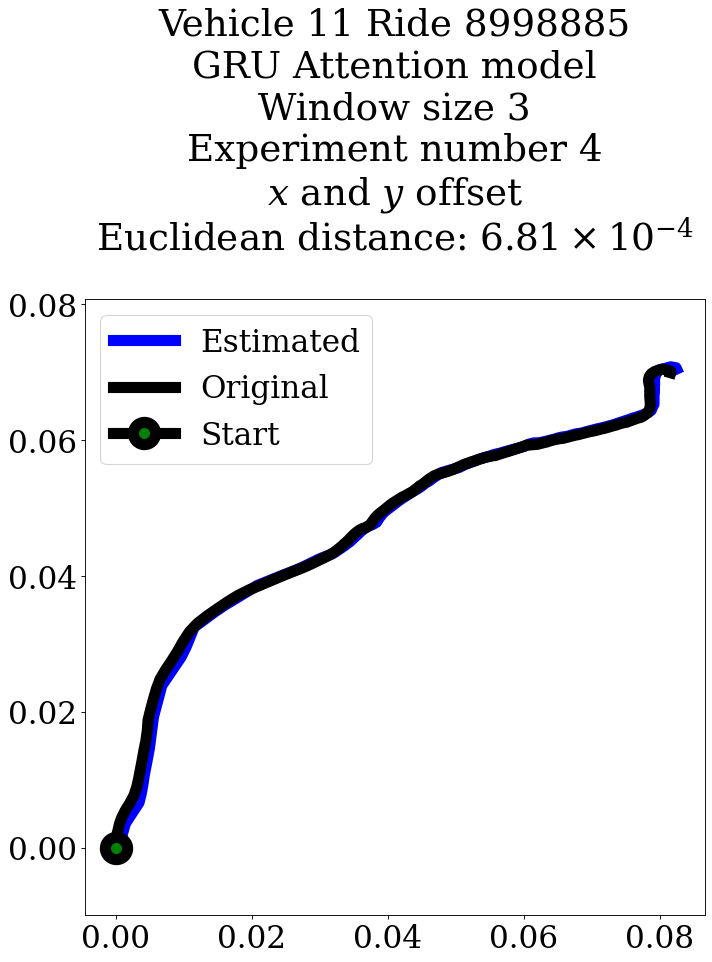 Vehicle 11 Ride 8998885
GRU Attention model
Window size 3
Experiment number 4
x and y offset
Euclidean distance: 6.81 × 10⁻⁴
0.08
Estimated
Original
Start
0.06
0.04
0.02
0.00
0.00 0.02 0.04 0.06 0.08